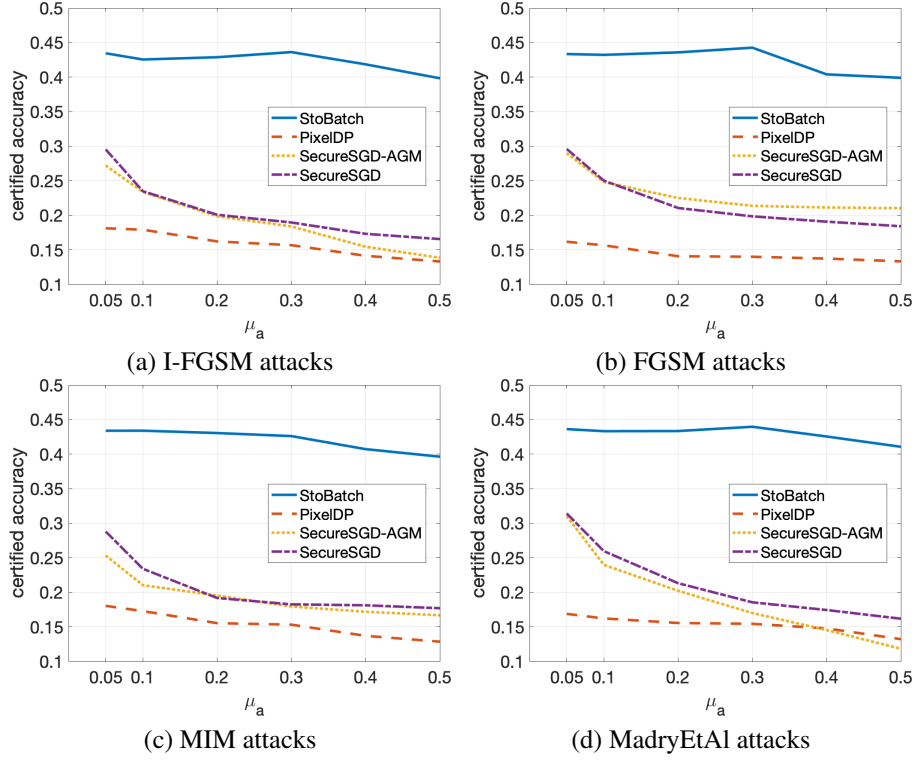 0.5
0.45
0.4
0.35
0.3
0.25
0.2
0.15
0.1
certified accuracy
StoBatch
PixelDP
SecureSGD-AGM
SecureSGD
0.05 0.1 0.2 0.3 0.4 0.5
μa
(a) I-FGSM attacks
0.5
0.45
0.4
0.35
0.3
0.25
0.2
0.15
0.1
certified accuracy
StoBatch
PixelDP
SecureSGD-AGM
SecureSGD
0.05 0.1 0.2 0.3 0.4 0.5
μa
(b) FGSM attacks
0.5
0.45
0.4
0.35
0.3
0.25
0.2
0.15
0.1
certified accuracy
StoBatch
PixelDP
SecureSGD-AGM
SecureSGD
0.05 0.1 0.2 0.3 0.4 0.5
μa
(c) MIM attacks
0.5
0.45
0.4
0.35
0.3
0.25
0.2
0.15
0.1
certified accuracy
StoBatch
PixelDP
SecureSGD-AGM
SecureSGD
0.05 0.1 0.2 0.3 0.4 0.5
μa
(d) MadryEtAl attacks